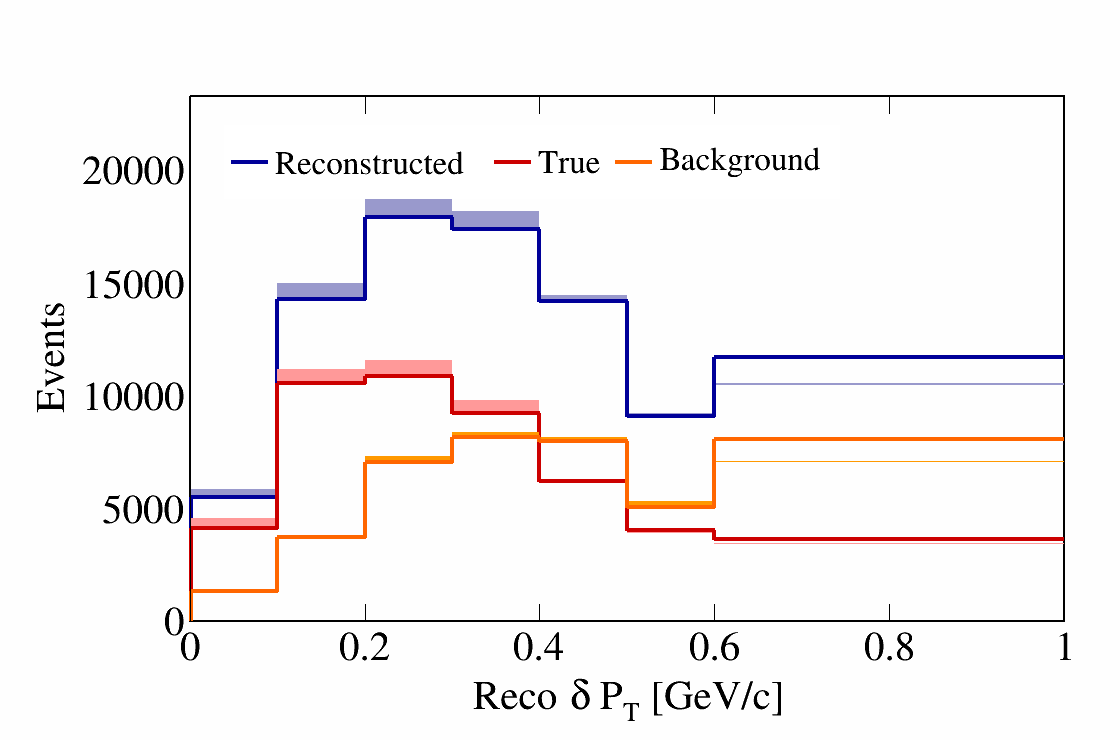 20000
15000
10000
5000
0
Events
Reconstructed True Background
0 0.2 0.4 0.6 0.8 1
Reco δ P_T [GeV/c]